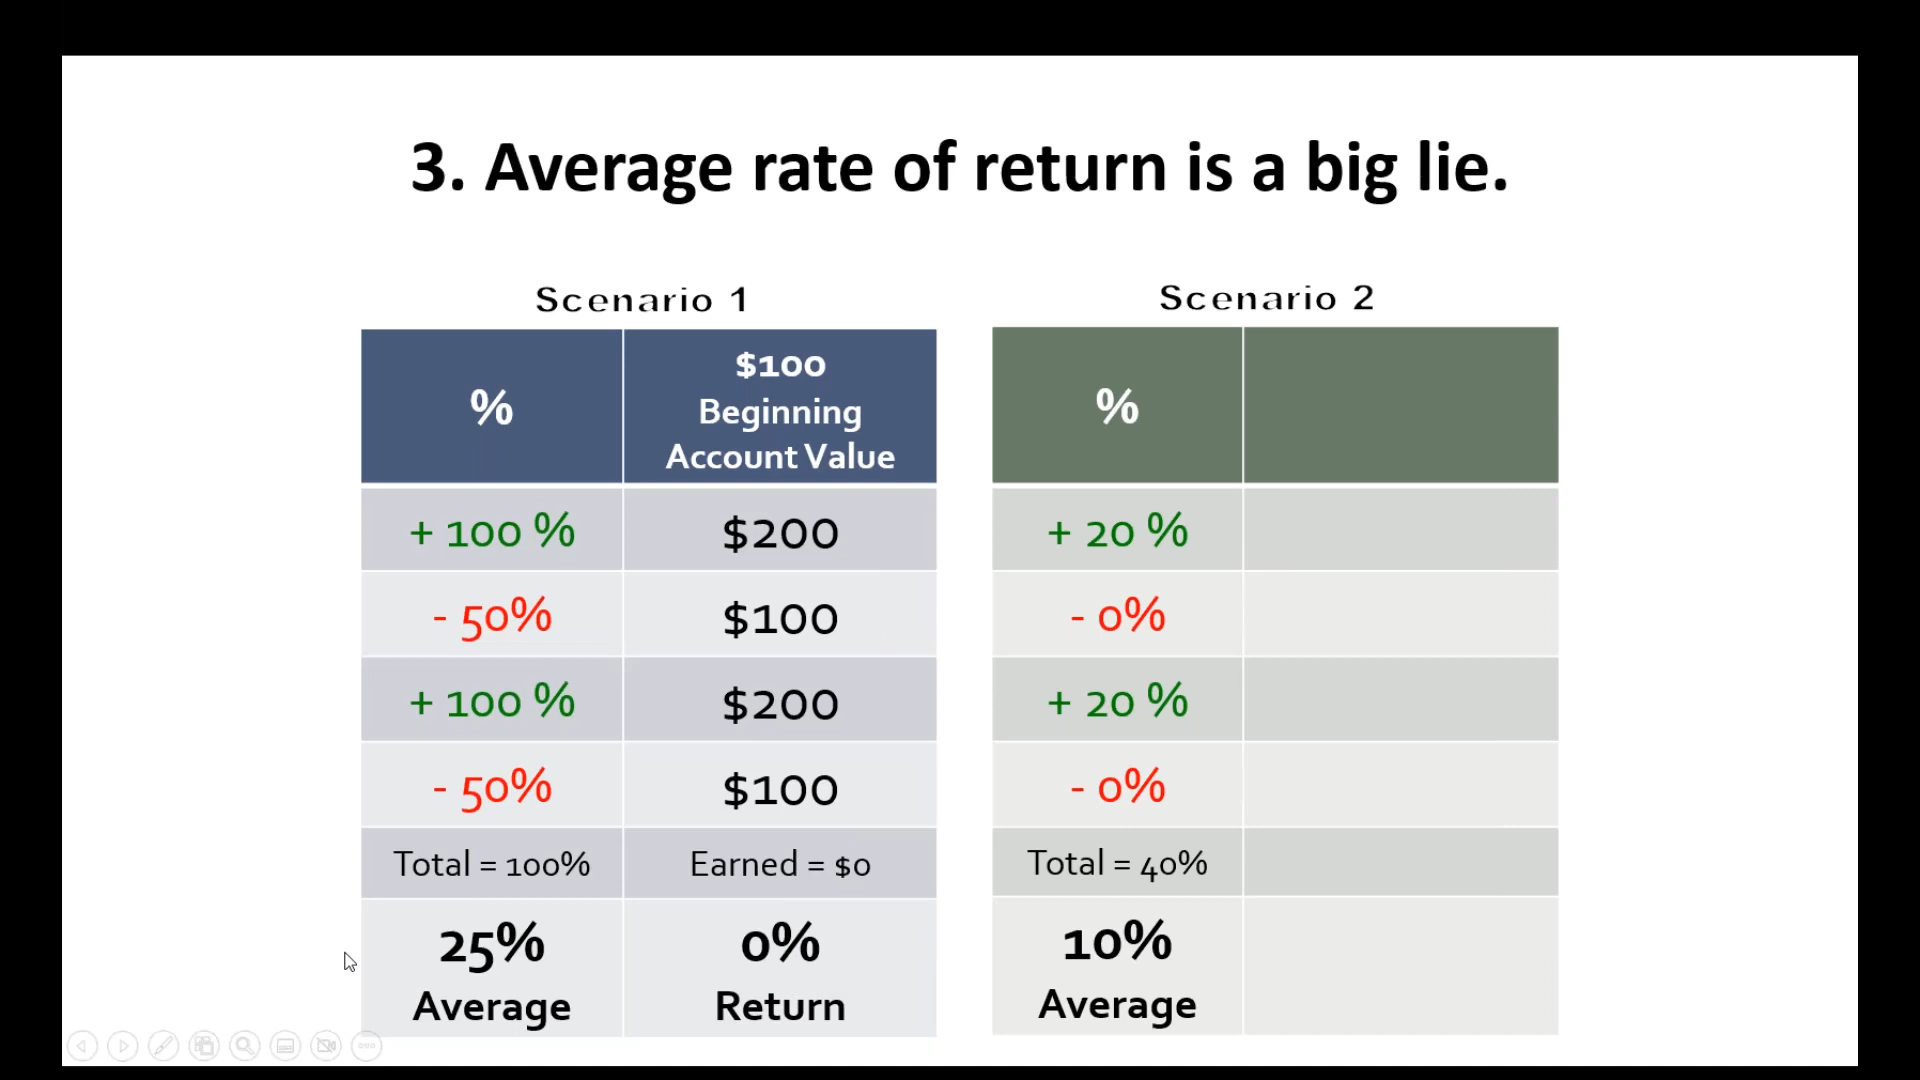 3. Average rate of return is a big lie.
Scenario 1
%
$100
Beginning
Account Value
+ 100 %
$200
- 50%
$100
+ 100 %
$200
- 50%
$100
Total = 100%
Earned = $0
25%
Average
0%
Return
Scenario 2
%
+ 20 %
- 0%
+ 20 %
- 0%
Total = 40%
10%
Average